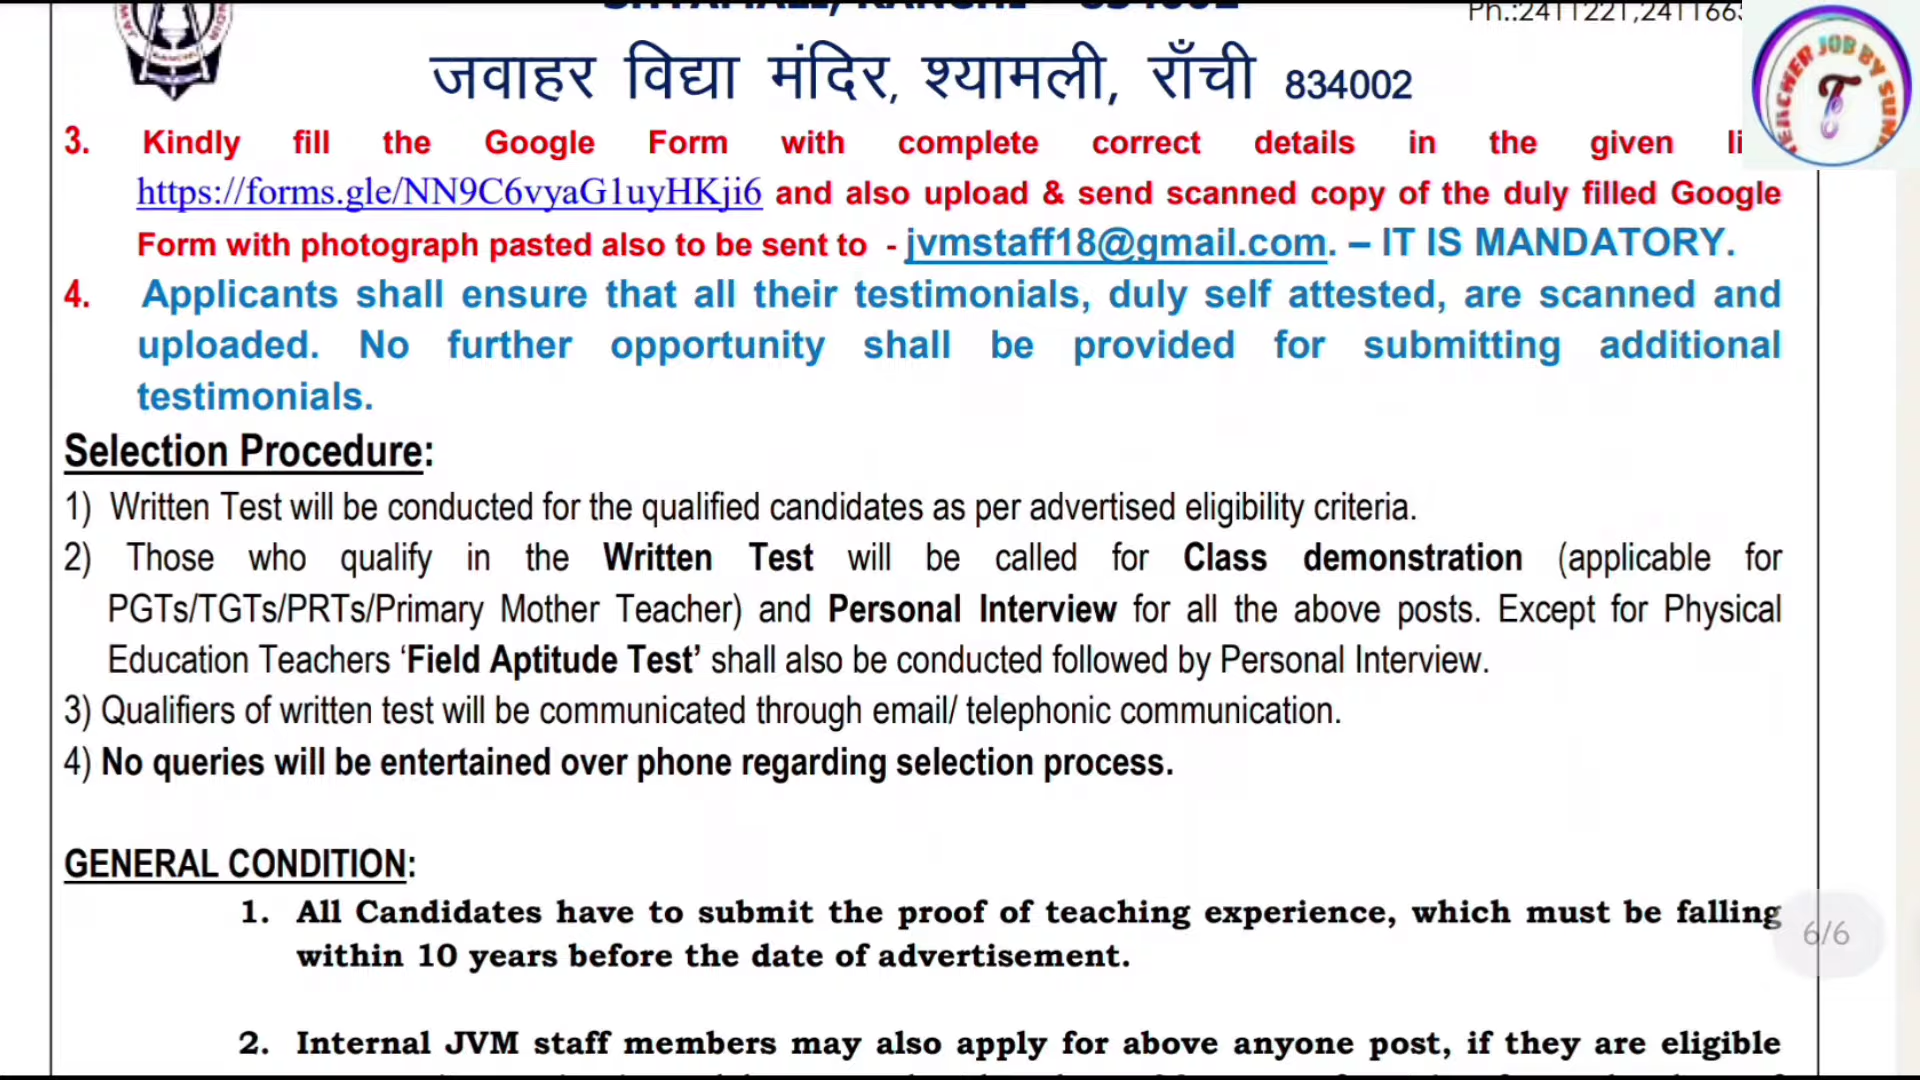 SHYAMALI, RANCHI - 834002
Ph.:2411221,241166
जवाहर विद्या मंदिर, श्यामली, राँची 834002
TEACHER JOB BY SUN
T
3. Kindly fill the Google Form with complete correct details in the given
https://forms.gle/NN9C6vyaG1uyHKji6 and also upload & send scanned copy of the duly filled Google
Form with photograph pasted also to be sent to - jvmstaff18@gmail.com. – IT IS MANDATORY.
4. Applicants shall ensure that all their testimonials, duly self attested, are scanned and
uploaded. No further opportunity shall be provided for submitting additional
testimonials.
Selection Procedure:
1) Written Test will be conducted for the qualified candidates as per advertised eligibility criteria.
2) Those who qualify in the Written Test will be called for Class demonstration (applicable for
PGTs/TGTs/PRTs/Primary Mother Teacher) and Personal Interview for all the above posts. Except for Physical
Education Teachers ‘Field Aptitude Test’ shall also be conducted followed by Personal Interview.
3) Qualifiers of written test will be communicated through email/ telephonic communication.
4) No queries will be entertained over phone regarding selection process.
GENERAL CONDITION:
1. All Candidates have to submit the proof of teaching experience, which must be falling
within 10 years before the date of advertisement.
6/6
2. Internal JVM staff members may also apply for above anyone post, if they are eligible